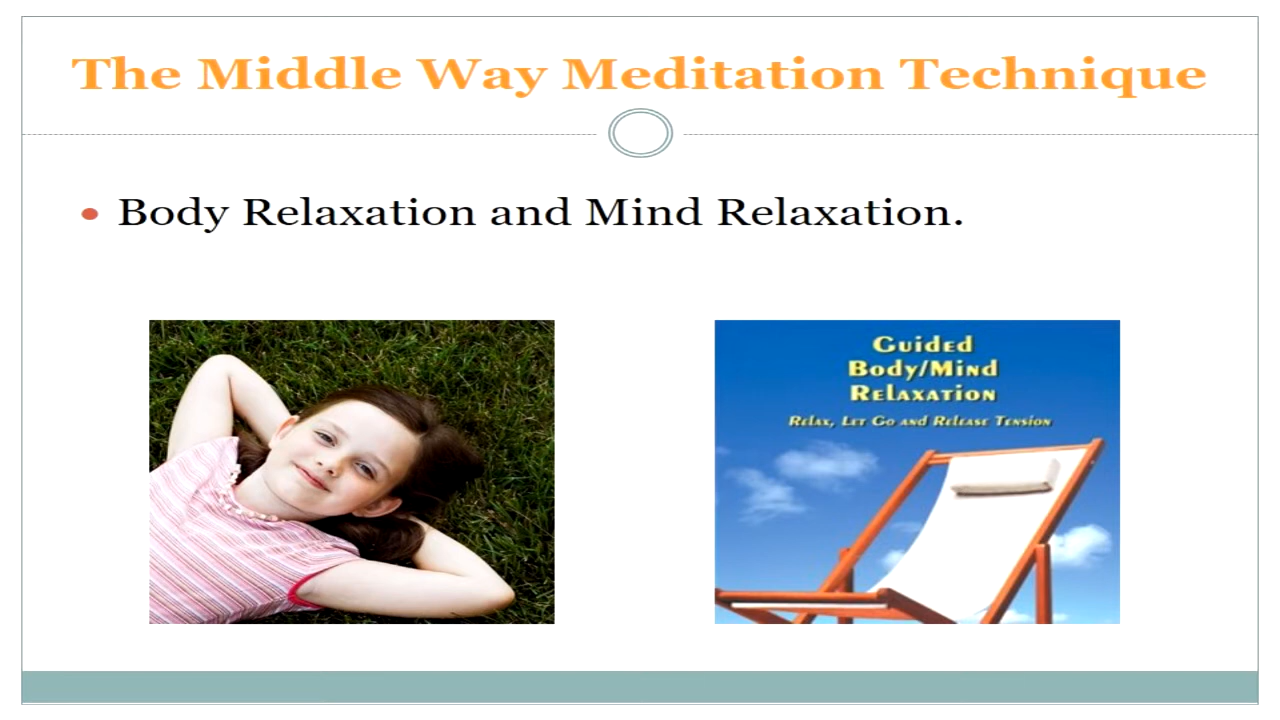 The Middle Way Meditation Technique
Body Relaxation and Mind Relaxation.
Guided
Body/Mind
Relaxation
Relax, Let Go and Release Tension